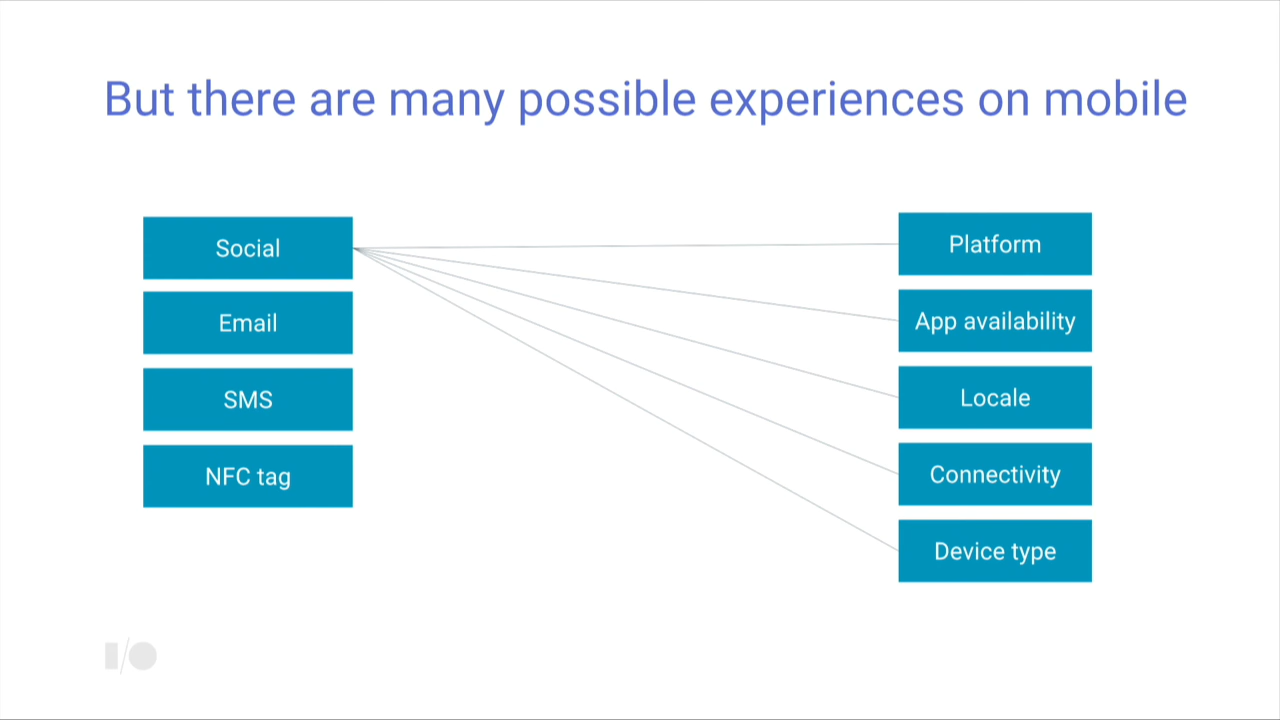 But there are many possible experiences on mobile
Social
Email
SMS
NFC tag
Platform
App availability
Locale
Connectivity
Device type
I/O